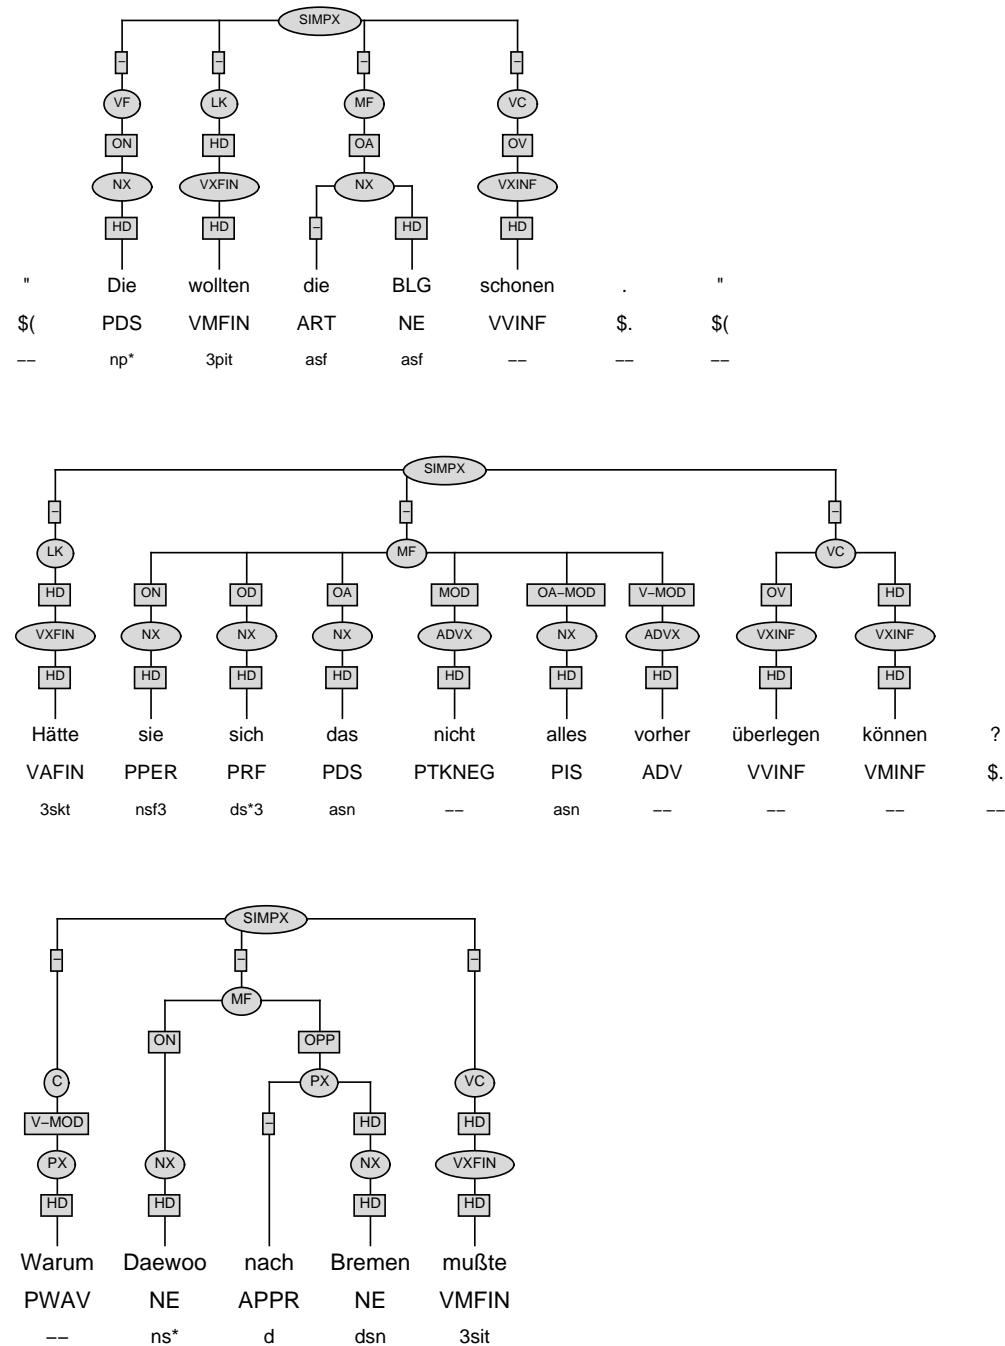 SIMPX
– – – –
VF LK MF VC
ON HD OA OV
NX VXFIN NX VXINF
HD HD – HD HD
" Die wollten die BLG schonen . "
$( PDS VMFIN ART NE VVINF $. $(
−− np* 3pit asf asf −− −− −−
SIMPX
– – –
LK MF VC
HD ON OD OA MOD OA−MOD V−MOD OV HD
VXFIN NX NX NX ADVX NX ADVX VXINF VXINF
HD HD HD HD HD HD HD HD HD
Hätte sie sich das nicht alles vorher überlegen können ?
VAFIN PPER PRF PDS PTKNEG PIS ADV VVINF VMINF $.
3skt nsf3 ds*3 asn −− asn −− −− −− −−
SIMPX
– – –
MF
ON OPP
C PX VC
V−MOD – HD HD
PX NX NX VXFIN
HD HD HD HD
Warum Daewoo nach Bremen mußte
PWAV NE APPR NE VMFIN
−− ns* d dsn 3sit